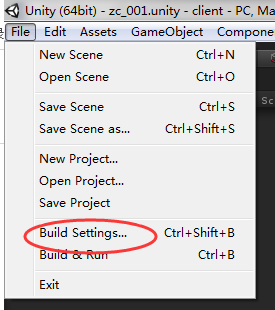 Unity (64bit) - zc_001.unity - client - PC, Ma
File Edit Assets GameObject Compone
New Scene Ctrl+N
Open Scene Ctrl+O
Save Scene Ctrl+S
Save Scene as... Ctrl+Shift+S
New Project...
Open Project...
Save Project
Build Settings... Ctrl+Shift+B
Build & Run Ctrl+B
Exit